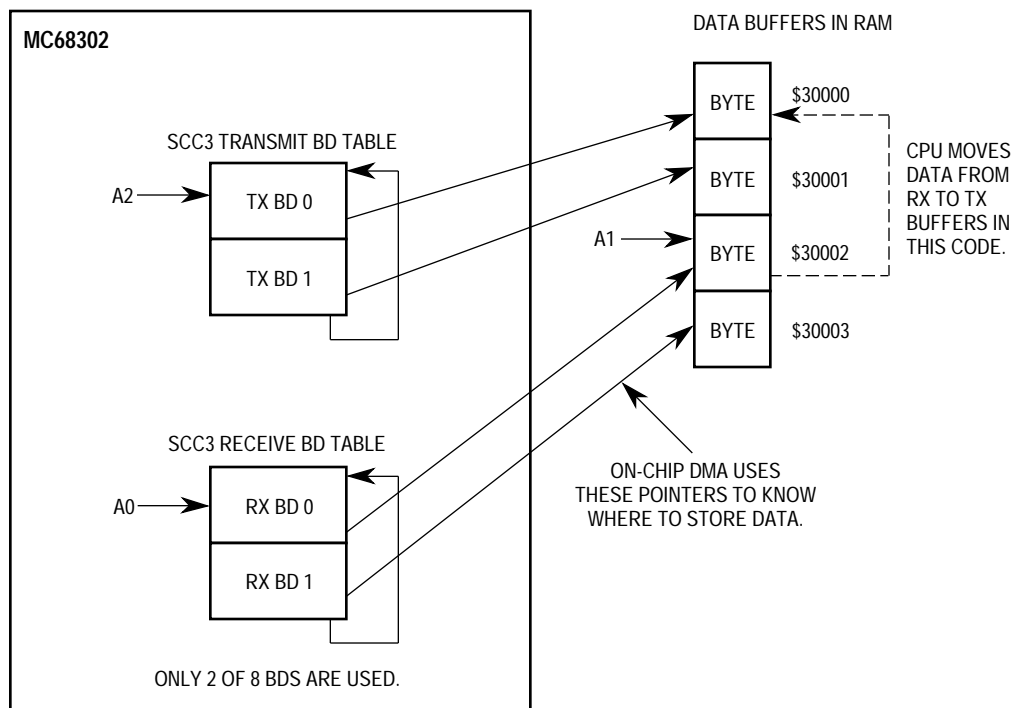 MC68302
DATA BUFFERS IN RAM
BYTE
$30000
SCC3 TRANSMIT BD TABLE
CPU MOVES
DATA FROM
RX TO TX
BUFFERS IN
THIS CODE.
A2
TX BD 0
BYTE
$30001
A1
BYTE
$30002
TX BD 1
BYTE
$30003
SCC3 RECEIVE BD TABLE
ON-CHIP DMA USES
THESE POINTERS TO KNOW
WHERE TO STORE DATA.
A0
RX BD 0
RX BD 1
ONLY 2 OF 8 BDS ARE USED.